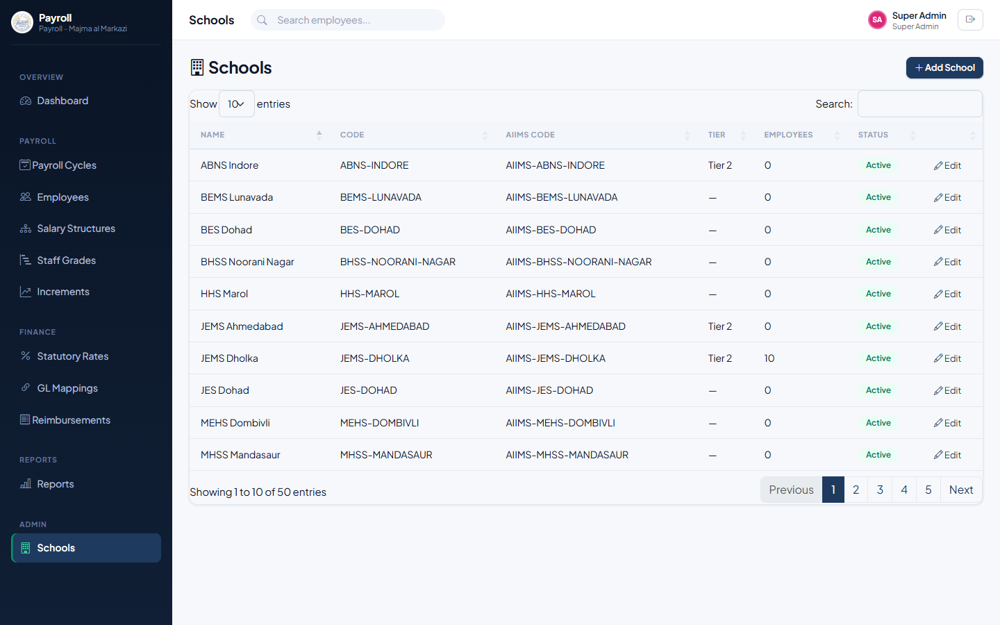 Payroll
Payroll - Majma al Markazi
OVERVIEW
Dashboard
PAYROLL
Payroll Cycles
Employees
Salary Structures
Staff Grades
Increments
FINANCE
Statutory Rates
GL Mappings
Reimbursements
REPORTS
Reports
ADMIN
Schools
Schools
Search employees...
SA
Super Admin
Super Admin
Schools
+ Add School
Show 10 entries
Search:
NAME CODE AIIMS CODE TIER EMPLOYEES STATUS
ABNS Indore ABNS-INDORE AIIMS-ABNS-INDORE Tier 2 0 Active Edit
BEMS Lunavada BEMS-LUNAVADA AIIMS-BEMS-LUNAVADA — 0 Active Edit
BES Dohad BES-DOHAD AIIMS-BES-DOHAD — 0 Active Edit
BHSS Noorani Nagar BHSS-NOORANI-NAGAR AIIMS-BHSS-NOORANI-NAGAR — 0 Active Edit
HHS Marol HHS-MAROL AIIMS-HHS-MAROL — 0 Active Edit
JEMS Ahmedabad JEMS-AHMEDABAD AIIMS-JEMS-AHMEDABAD Tier 2 0 Active Edit
JEMS Dholka JEMS-DHOLKA AIIMS-JEMS-DHOLKA Tier 2 10 Active Edit
JES Dohad JES-DOHAD AIIMS-JES-DOHAD — 0 Active Edit
MEHS Dombivli MEHS-DOMBIVLI AIIMS-MEHS-DOMBIVLI — 0 Active Edit
MHSS Mandasaur MHSS-MANDASAUR AIIMS-MHSS-MANDASAUR — 0 Active Edit
Showing 1 to 10 of 50 entries
Previous 1 2 3 4 5 Next